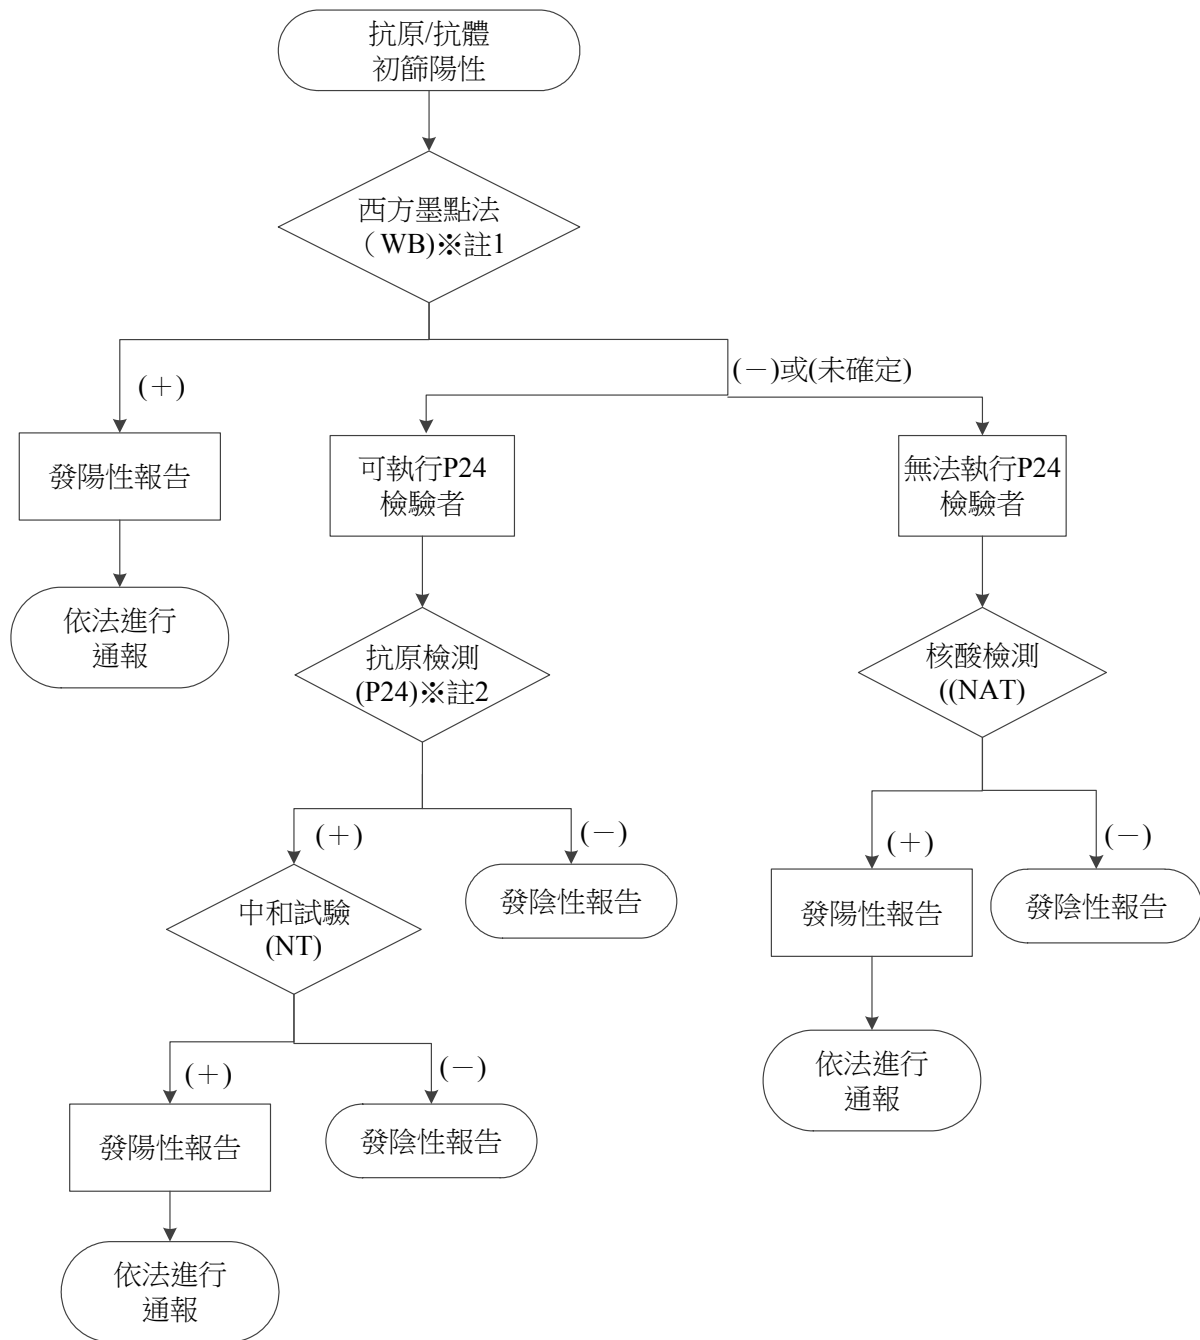 抗原/抗體
初篩陽性
西方墨點法
（WB)※註1
(＋)
(－)或(未確定)
發陽性報告
可執行P24
檢驗者
無法執行P24
檢驗者
依法進行
通報
抗原檢測
(P24)※註2
核酸檢測
((NAT)
(＋)
(－)
(＋)
(－)
中和試驗
(NT)
發陰性報告
發陽性報告
發陰性報告
(＋)
(－)
依法進行
通報
發陽性報告
發陰性報告
依法進行
通報